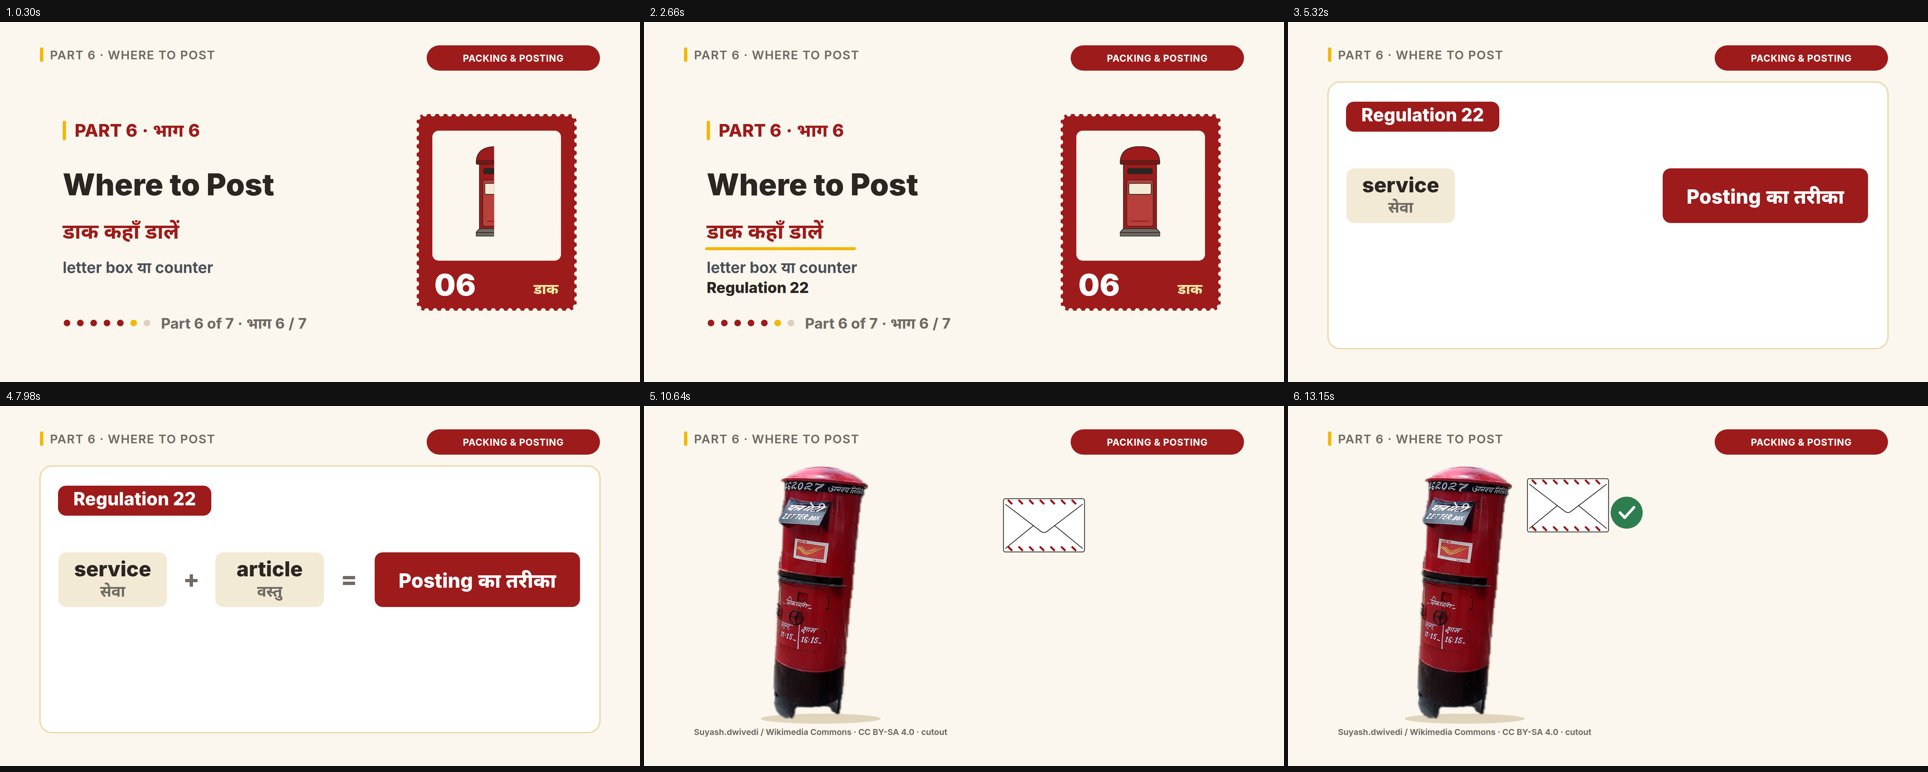 1. 0.30s
PART 6 · WHERE TO POST
PACKING & POSTING
PART 6 · भाग 6
Where to Post
डाक कहाँ डालें
letter box या counter
06
डाक
Part 6 of 7 · भाग 6 / 7
2. 2.66s
PART 6 · WHERE TO POST
PACKING & POSTING
PART 6 · भाग 6
Where to Post
डाक कहाँ डालें
letter box या counter
Regulation 22
06
डाक
Part 6 of 7 · भाग 6 / 7
3. 5.32s
PART 6 · WHERE TO POST
PACKING & POSTING
Regulation 22
service
सेवा
Posting का तरीका
4. 7.98s
PART 6 · WHERE TO POST
PACKING & POSTING
Regulation 22
service + article = Posting का तरीका
सेवा वस्तु
5. 10.64s
PART 6 · WHERE TO POST
PACKING & POSTING
2027
LETTER BOX
Suyash.dwivedi / Wikimedia Commons · CC BY-SA 4.0 · cutout
6. 13.15s
PART 6 · WHERE TO POST
PACKING & POSTING
2027
LETTER BOX
Suyash.dwivedi / Wikimedia Commons · CC BY-SA 4.0 · cutout